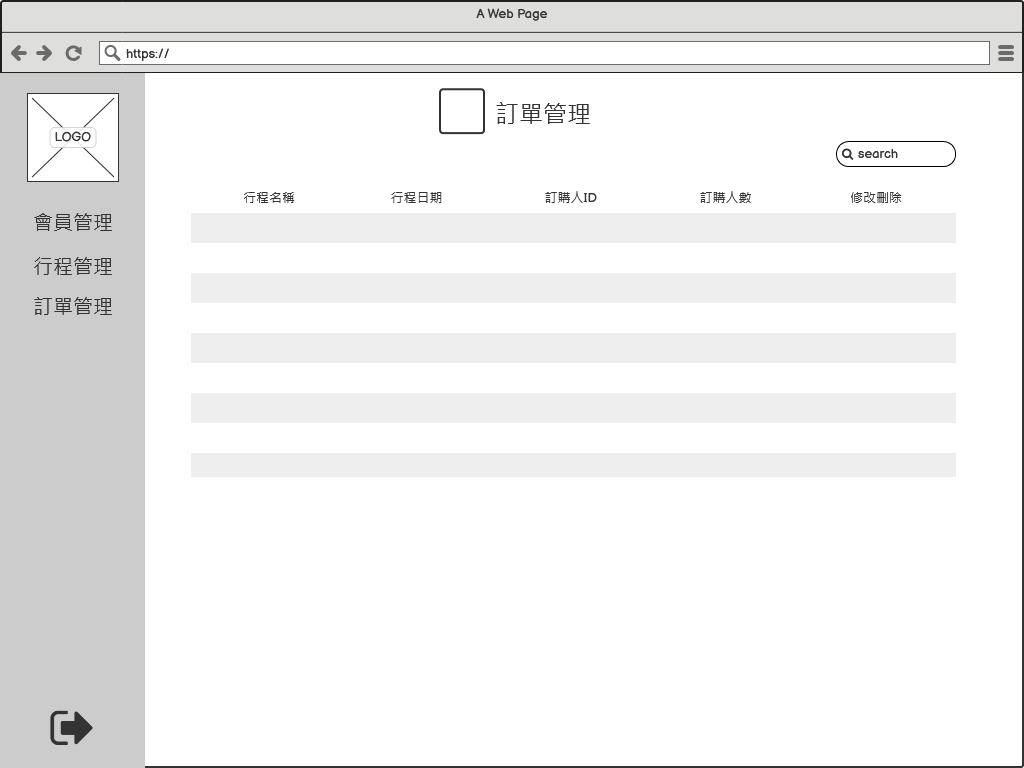 A Web Page
https://
LOGO
會員管理
行程管理
訂單管理
訂單管理
search
行程名稱 行程日期 訂購人ID 訂購人數 修改刪除